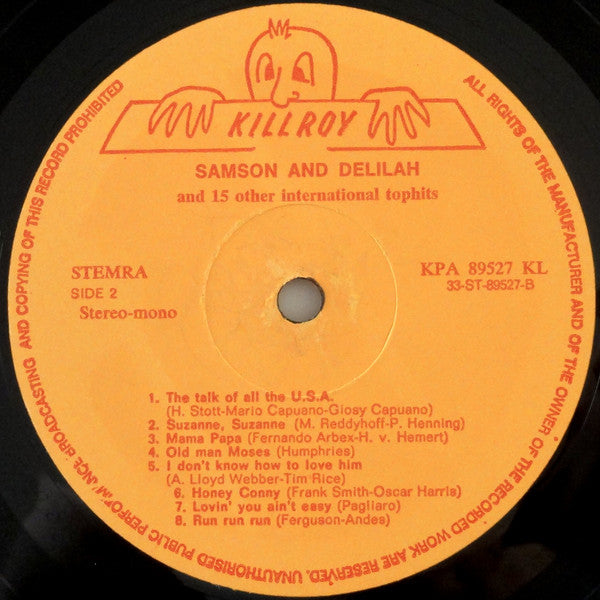 KILLROY
SAMSON AND DELILAH
and 15 other international tophits
STEMRA
SIDE 2
Stereo-mono
KPA 89527 KL
33-ST-89527-B
1. The talk of all the U.S.A.
(H. Stott-Mario Capuano-Giosy Capuano)
2. Suzanne, Suzanne (M. Reddyhoff-P. Henning)
3. Mama Papa (Fernando Arbex-H. v. Hemert)
4. Old man Moses (Humphries)
5. I don't know how to love him
(A. Lloyd Webber-Tim Rice)
6. Honey Conny (Frank Smith-Oscar Harris)
7. Lovin' you ain't easy (Pagliaro)
8. Run run run (Ferguson-Andes)
ALL RIGHTS OF THE MANUFACTURER AND OF THE OWNER OF THE RECORDED WORK ARE RESERVED. UNAUTHORISED PUBLIC PERFORMANCE BROADCASTING AND COPYING OF THIS RECORD PROHIBITED